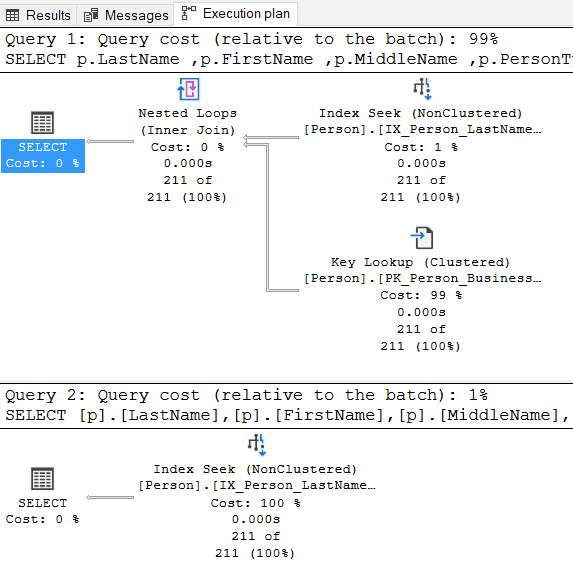 Results Messages Execution plan
Query 1: Query cost (relative to the batch): 99%
SELECT p.LastName ,p.FirstName ,p.MiddleName ,p.PersonT
Nested Loops
(Inner Join)
Cost: 0 %
0.000s
211 of
211 (100%)
Index Seek (NonClustered)
[Person].[IX_Person_LastName…
Cost: 1 %
0.000s
211 of
211 (100%)
SELECT
Cost: 0 %
Key Lookup (Clustered)
[Person].[PK_Person_Business…
Cost: 99 %
0.000s
211 of
211 (100%)
Query 2: Query cost (relative to the batch): 1%
SELECT [p].[LastName],[p].[FirstName],[p].[MiddleName],
Index Seek (NonClustered)
[Person].[IX_Person_LastName…
Cost: 100 %
0.000s
211 of
211 (100%)
SELECT
Cost: 0 %